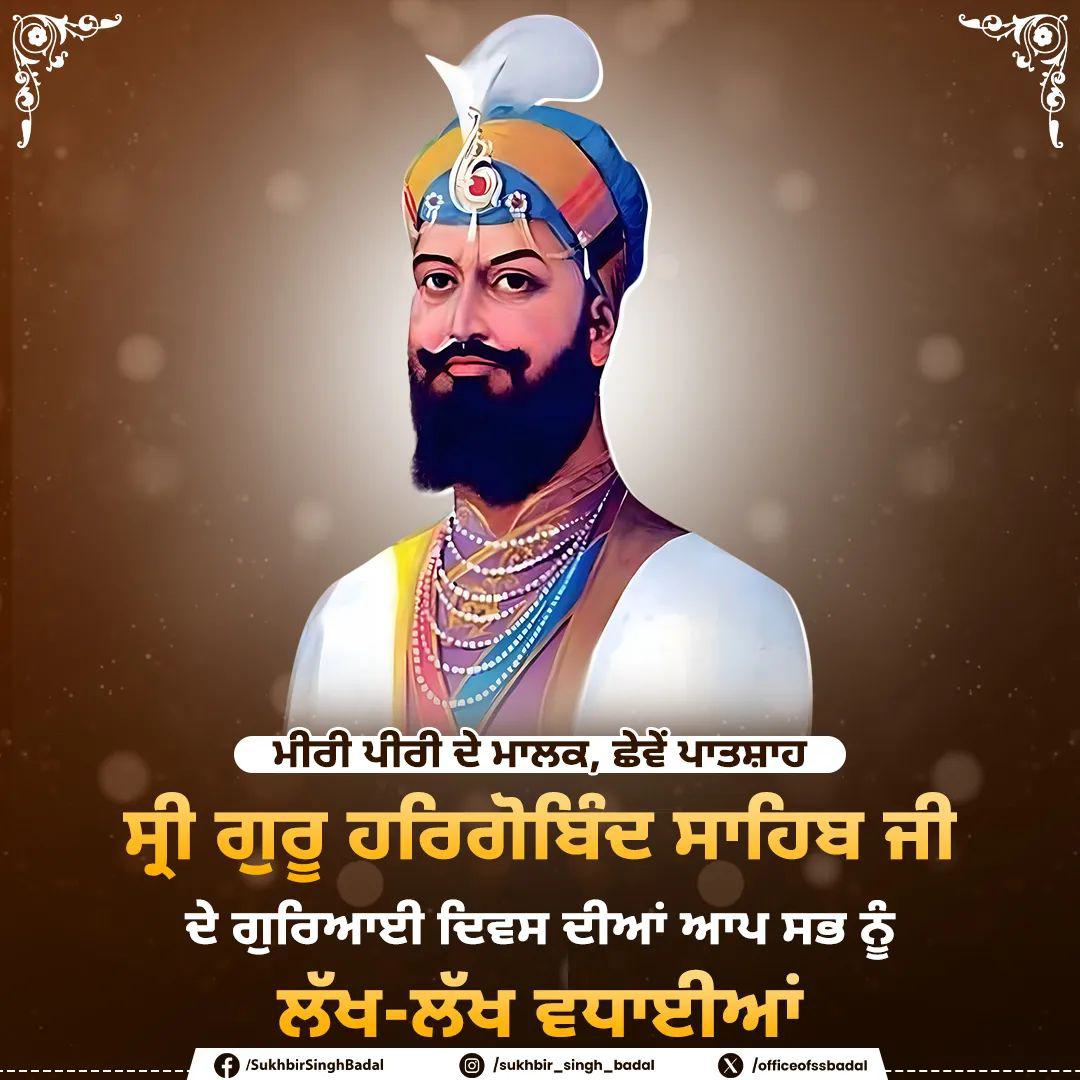 ਮੀਰੀ ਪੀਰੀ ਦੇ ਮਾਲਕ, ਛੇਵੇਂ ਪਾਤਸ਼ਾਹ
ਸ੍ਰੀ ਗੁਰੂ ਹਰਿਗੋਬਿੰਦ ਸਾਹਿਬ ਜੀ
ਦੇ ਗੁਰਿਆਈ ਦਿਵਸ ਦੀਆਂ ਆਪ ਸਭ ਨੂੰ
ਲੱਖ-ਲੱਖ ਵਧਾਈਆਂ
/SukhbirSinghBadal /sukhbir_singh_badal /officeofssbadal